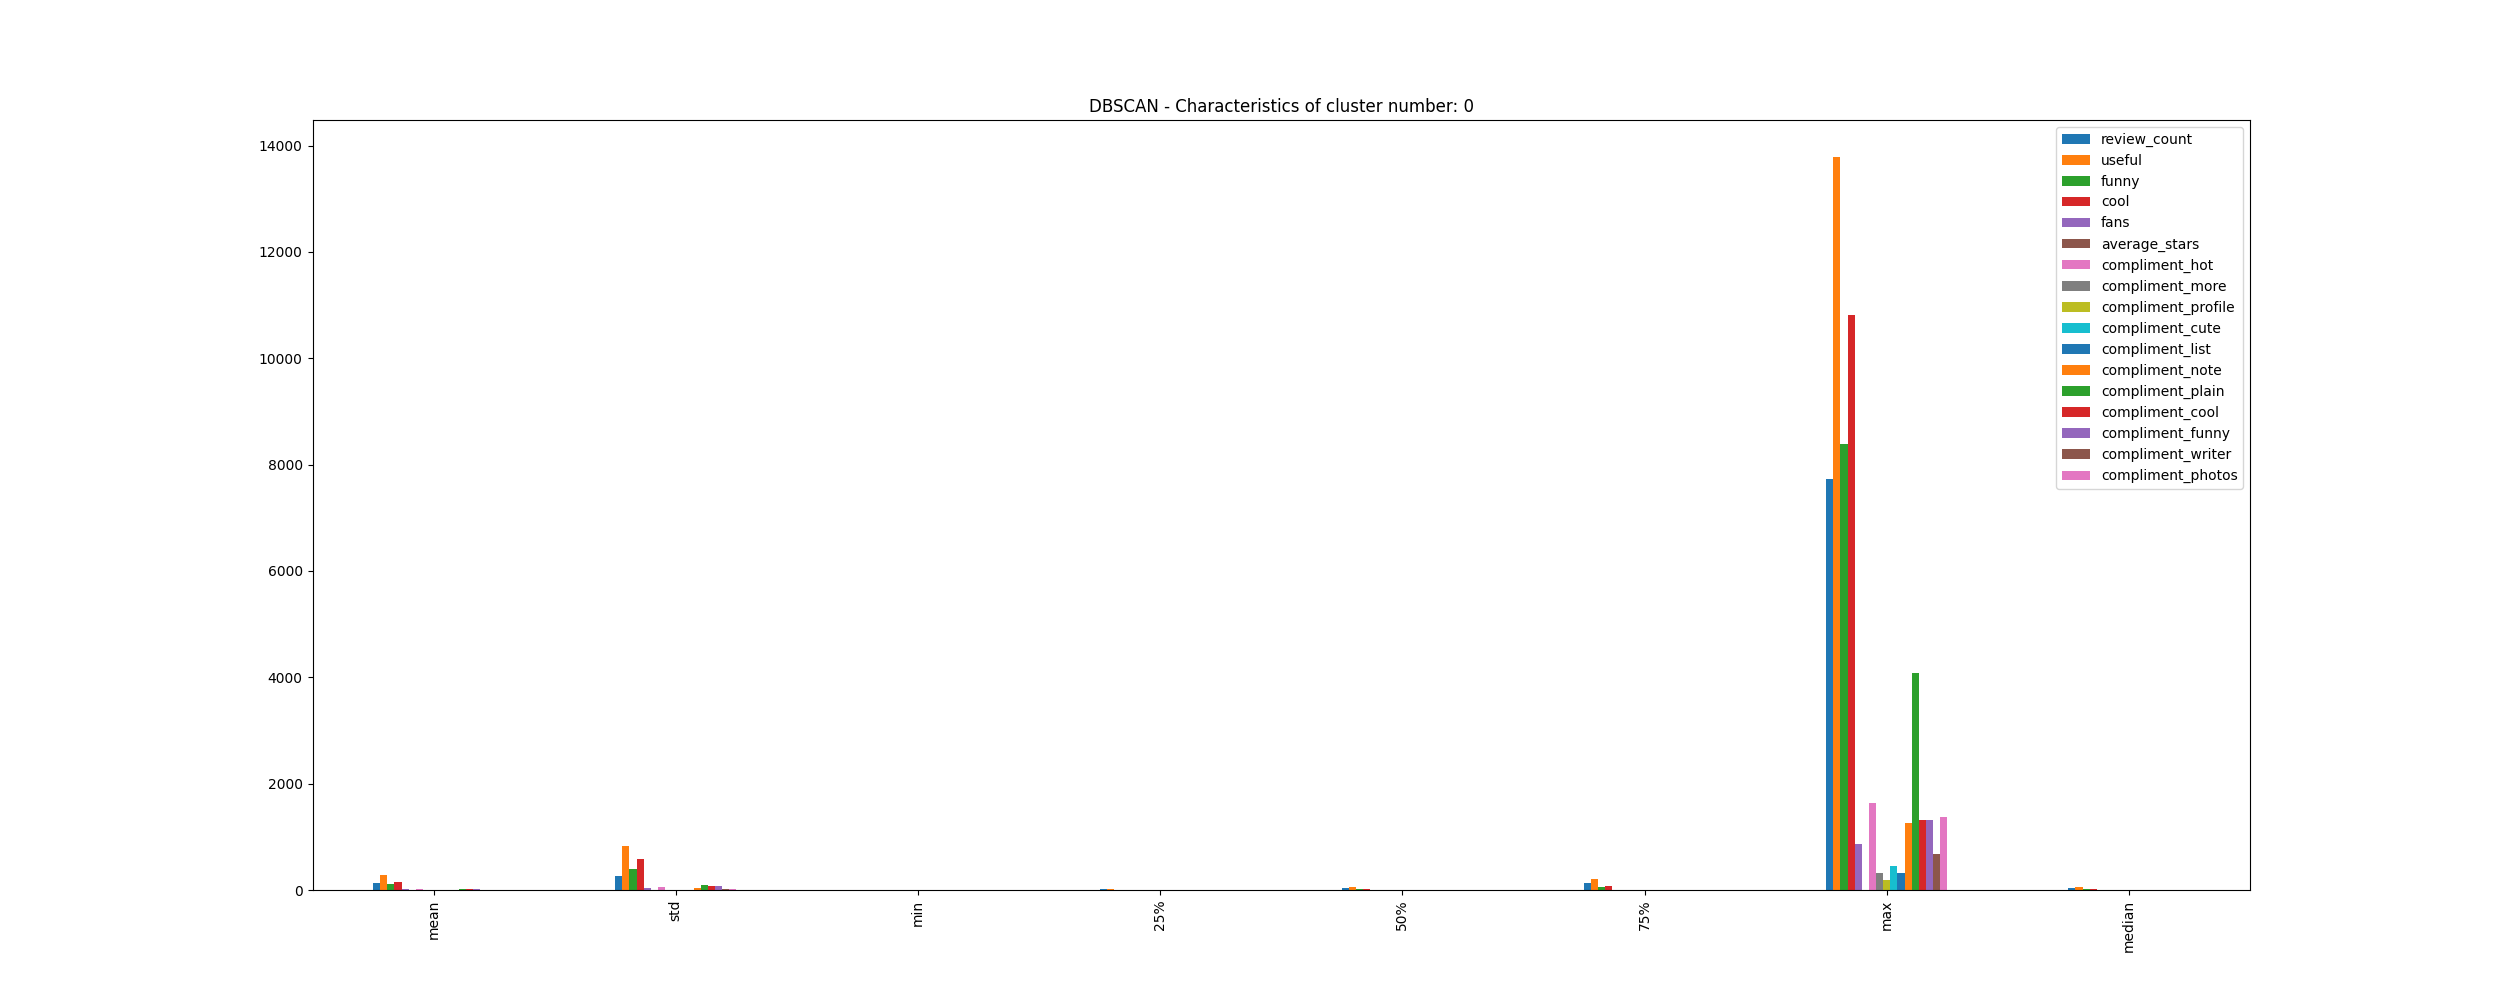 DBSCAN - Characteristics of cluster number: 0
14000
12000
10000
8000
6000
4000
2000
0
review_count
useful
funny
cool
fans
average_stars
compliment_hot
compliment_more
compliment_profile
compliment_cute
compliment_list
compliment_note
compliment_plain
compliment_cool
compliment_funny
compliment_writer
compliment_photos
mean
std
min
25%
50%
75%
max
median